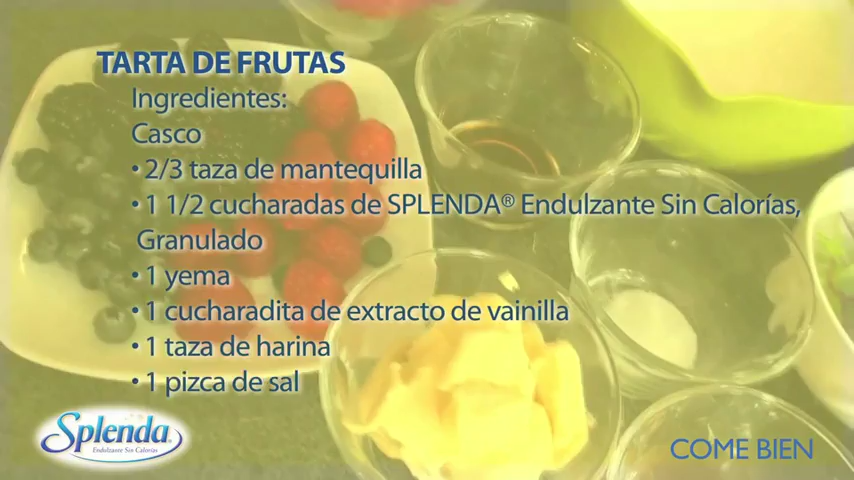 TARTA DE FRUTAS
Ingredientes:
Casco
• 2/3 taza de mantequilla
• 1 1/2 cucharadas de SPLENDA® Endulzante Sin Calorías,
Granulado
• 1 yema
• 1 cucharadita de extracto de vainilla
• 1 taza de harina
• 1 pizca de sal
Splenda®
Endulzante Sin Calorías
COME BIEN